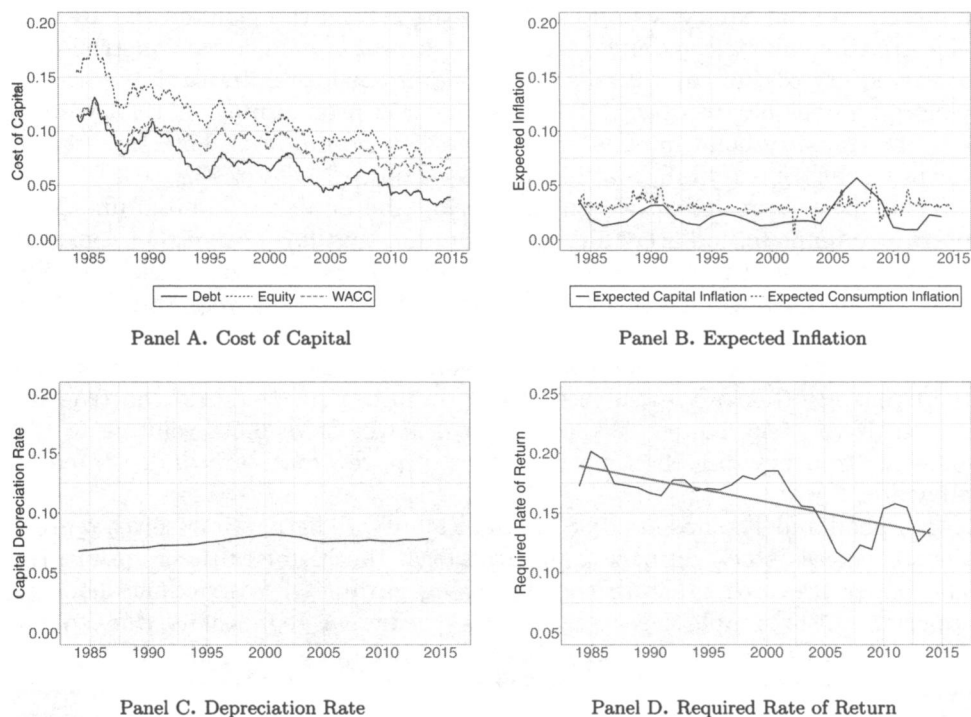 0.20
0.15
0.10
0.05
0.00
Cost of Capital
1985 1990 1995 2000 2005 2010 2015
Debt Equity WACC
Panel A. Cost of Capital
0.20
0.15
0.10
0.05
0.00
Expected Inflation
1985 1990 1995 2000 2005 2010 2015
Expected Capital Inflation Expected Consumption Inflation
Panel B. Expected Inflation
0.20
0.15
0.10
0.05
0.00
Capital Depreciation Rate
1985 1990 1995 2000 2005 2010 2015
Panel C. Depreciation Rate
0.25
0.20
0.15
0.10
0.05
Required Rate of Return
1985 1990 1995 2000 2005 2010 2015
Panel D. Required Rate of Return